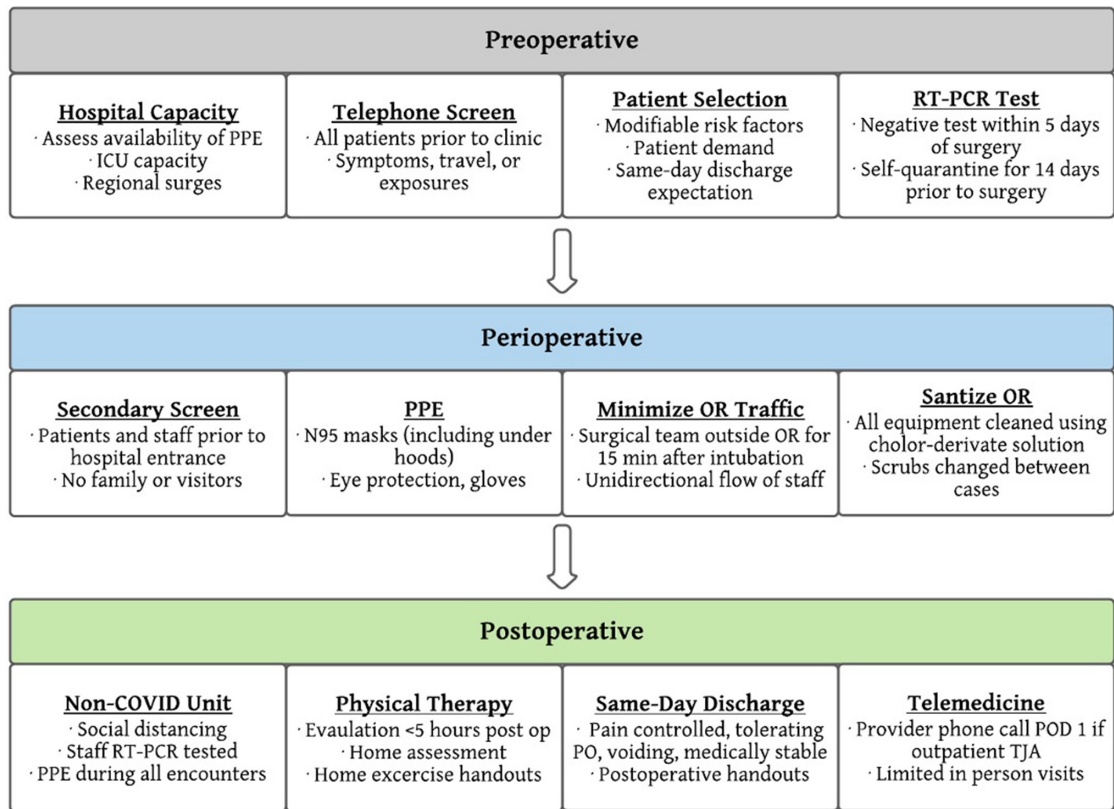 Preoperative
Hospital Capacity
· Assess availability of PPE
· ICU capacity
· Regional surges
Telephone Screen
· All patients prior to clinic
· Symptoms, travel, or
exposures
Patient Selection
· Modifiable risk factors
· Patient demand
· Same-day discharge
expectation
RT-PCR Test
· Negative test within 5 days
of surgery
· Self-quarantine for 14 days
prior to surgery
Perioperative
Secondary Screen
· Patients and staff prior to
hospital entrance
· No family or visitors
PPE
· N95 masks (including under
hoods)
· Eye protection, gloves
Minimize OR Traffic
· Surgical team outside OR for
15 min after intubation
· Unidirectional flow of staff
Santize OR
· All equipment cleaned using
cholor-derivate solution
· Scrubs changed between
cases
Postoperative
Non-COVID Unit
· Social distancing
· Staff RT-PCR tested
· PPE during all encounters
Physical Therapy
· Evaulation <5 hours post op
· Home assessment
· Home excercise handouts
Same-Day Discharge
· Pain controlled, tolerating
PO, voiding, medically stable
· Postoperative handouts
Telemedicine
· Provider phone call POD 1 if
outpatient TJA
· Limited in person visits